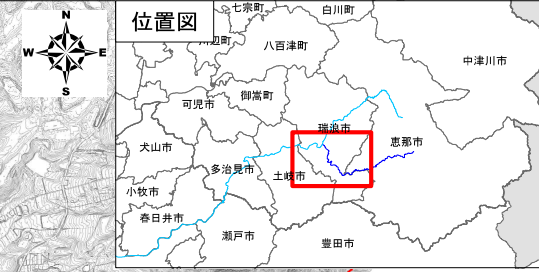 位置図
N
W
E
S
七宗町
白川町
川辺町
八百津町
中津川市
御嵩町
可児市
瑞浪市
恵那市
犬山市
多治見市
土岐市
小牧市
春日井市
瀬戸市
豊田市